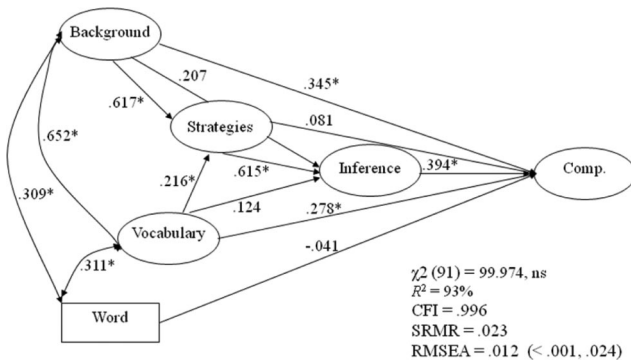 Background
.207
.345*
.617*
.081
Strategies
.652*
Inference
.394*
Comp.
.615*
.216*
.309*
.124
.278*
Vocabulary
-.041
.311*
Word
χ2 (91) = 99.974, ns
R² = 93%
CFI = .996
SRMR = .023
RMSEA = .012 (< .001, .024)